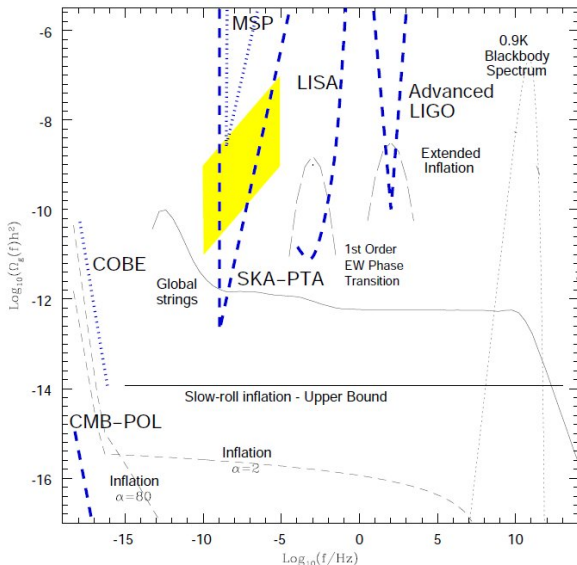 -6
-8
-10
-12
-14
-16
Log₁₀(Ω_g(f)h²)
MSP
LISA
Advanced
LIGO
0.9K
Blackbody
Spectrum
Extended
Inflation
COBE
Global
strings
SKA-PTA
1st Order
EW Phase
Transition
Slow-roll inflation - Upper Bound
CMB-POL
Inflation
α=2
Inflation
α=80
-15
-10
-5
0
5
10
Log₁₀(f/Hz)